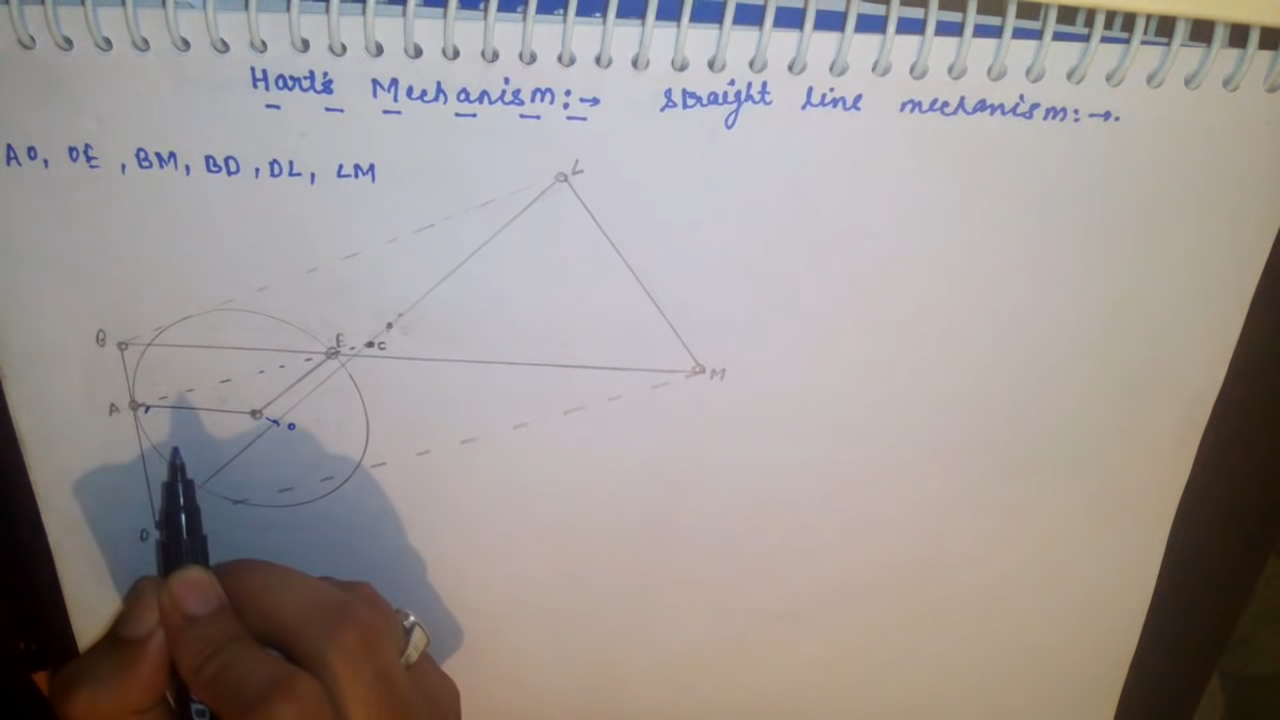 Hart's Mechanism:→ straight line mechanism:→.
AO, OE, BM, BD, DL, LM
L
B
E
C
M
A
O
D